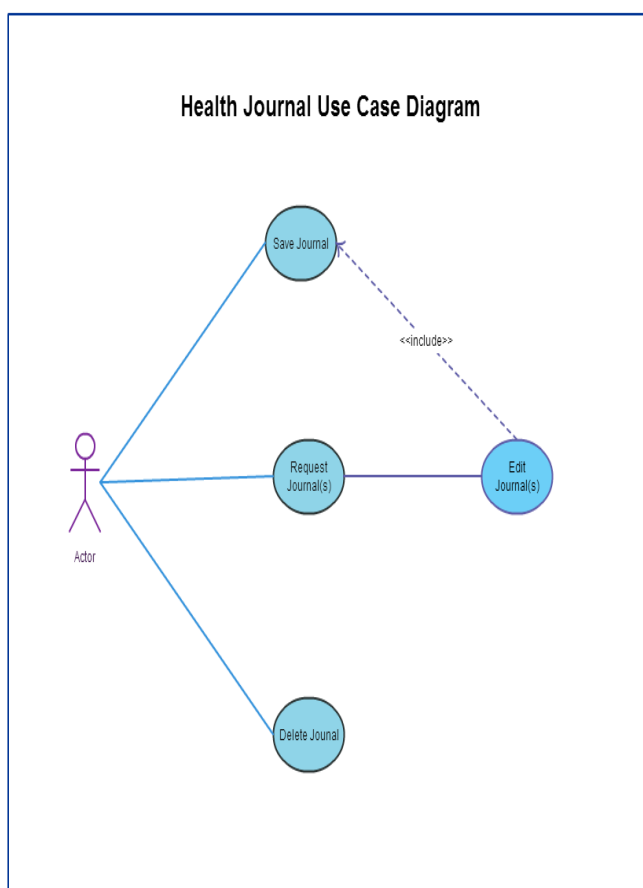 Health Journal Use Case Diagram
Save Journal
<<include>>
Request
Journal(s)
Edit
Journal(s)
Actor
Delete Jounal